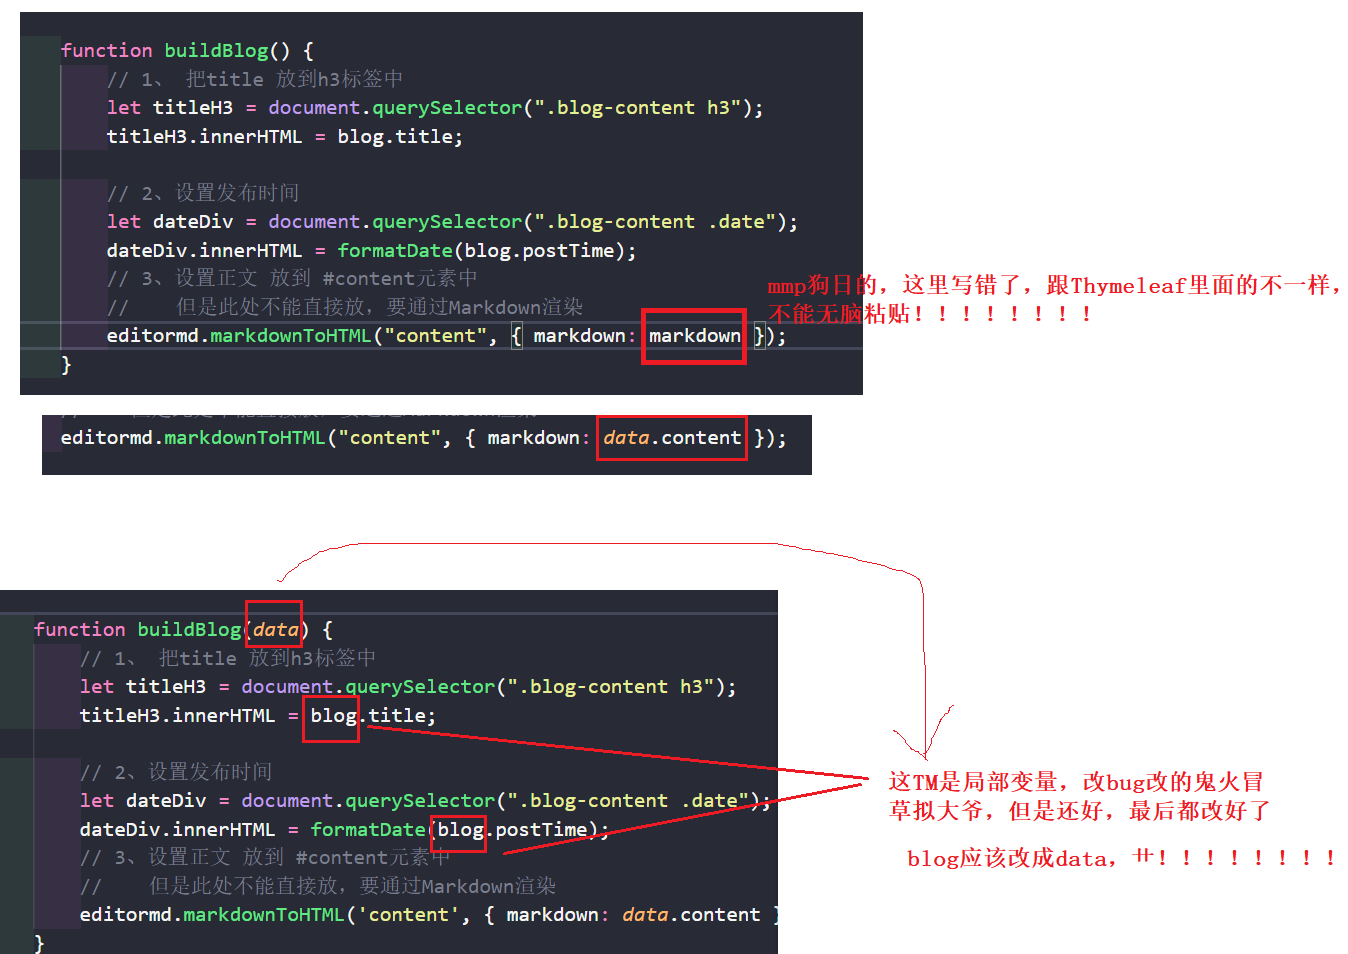 function buildBlog() {
// 1、 把title 放到h3标签中
let titleH3 = document.querySelector(".blog-content h3");
titleH3.innerHTML = blog.title;
// 2、设置发布时间
let dateDiv = document.querySelector(".blog-content .date");
dateDiv.innerHTML = formatDate(blog.postTime);
// 3、设置正文 放到 #content元素中
//    但是此处不能直接放，要通过Markdown渲染
editormd.markdownToHTML("content", { markdown: markdown });
}
mmp狗日的，这里写错了，跟Thymeleaf里面的不一样，
不能无脑粘贴！！！！！！！！
editormd.markdownToHTML("content", { markdown: data.content });
function buildBlog(data) {
// 1、 把title 放到h3标签中
let titleH3 = document.querySelector(".blog-content h3");
titleH3.innerHTML = blog.title;
// 2、设置发布时间
let dateDiv = document.querySelector(".blog-content .date");
dateDiv.innerHTML = formatDate(blog.postTime);
// 3、设置正文 放到 #content元素中
//    但是此处不能直接放，要通过Markdown渲染
editormd.markdownToHTML('content', { markdown: data.content }
}
这TM是局部变量，改bug改的鬼火冒
草拟大爷，但是还好，最后都改好了
blog应该改成data，艹！！！！！！！！